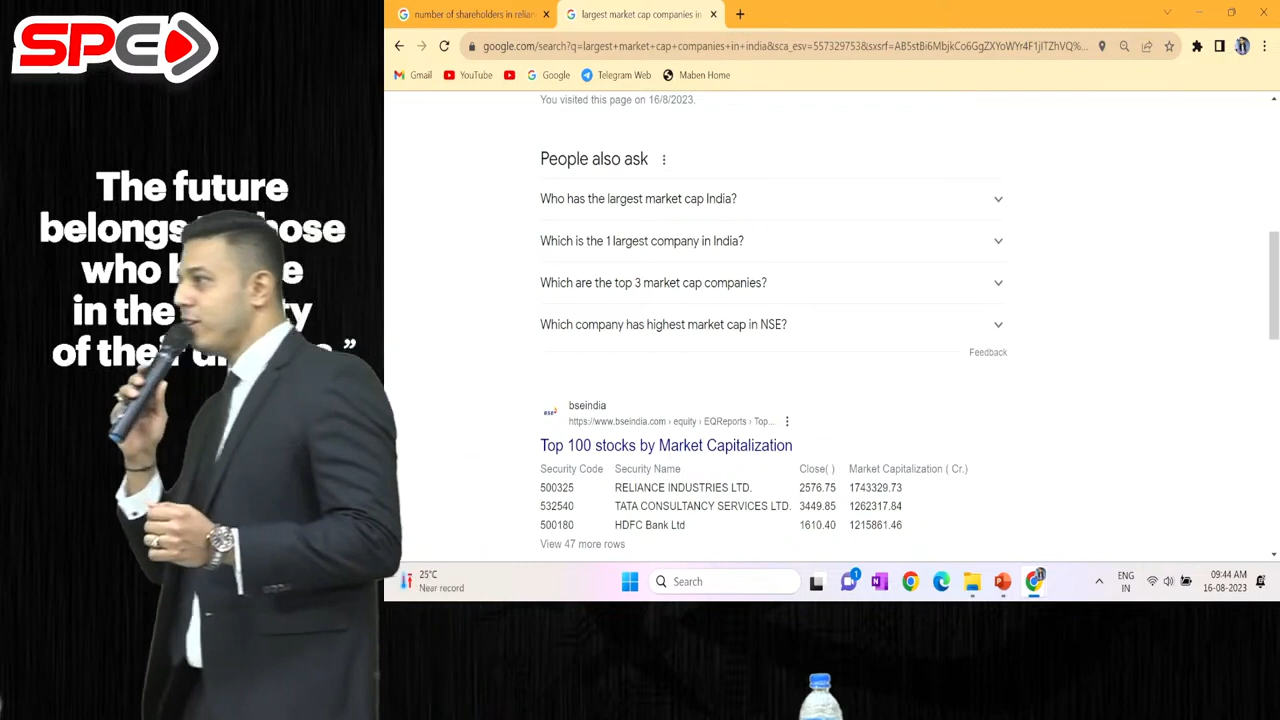 SPE
The future
belongs
who
in the
of their
”
number of shareholders in relian
largest market cap companies in
google.com/search?q=largest+market+cap+companies+in+india&sca_esv=557329753&sxsrf=AB5stBi6MbjkCo6GgZXYoWYr4F1jITZhVQ%...
Gmail
YouTube
Google
Telegram Web
Maben Home
You visited this page on 16/8/2023.
People also ask
Who has the largest market cap India?
Which is the 1 largest company in India?
Which are the top 3 market cap companies?
Which company has highest market cap in NSE?
Feedback
bseindia
https://www.bseindia.com › equity › EQReports › Top...
Top 100 stocks by Market Capitalization
Security Code Security Name Close( ) Market Capitalization ( Cr.)
500325 RELIANCE INDUSTRIES LTD. 2576.75 1743329.73
532540 TATA CONSULTANCY SERVICES LTD. 3449.85 1262317.84
500180 HDFC Bank Ltd 1610.40 1215861.46
View 47 more rows
25°C
Near record
Search
1
ENG
IN
09:44 AM
16-08-2023